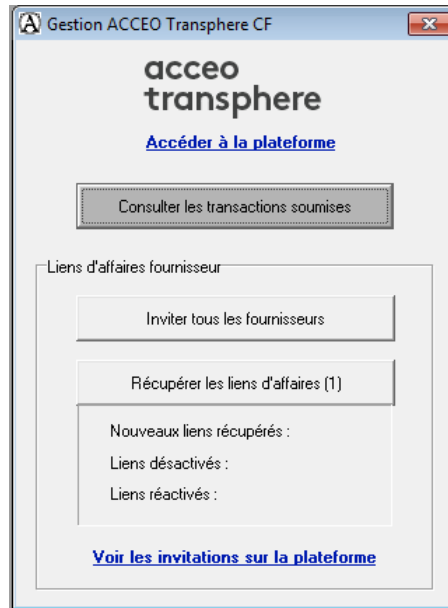 Gestion ACCEO Transphere CF
acceo
transphere
Accéder à la plateforme
Consulter les transactions soumises
Liens d'affaires fournisseur
Inviter tous les fournisseurs
Récupérer les liens d'affaires (1)
Nouveaux liens récupérés :
Liens désactivés :
Liens réactivés :
Voir les invitations sur la plateforme